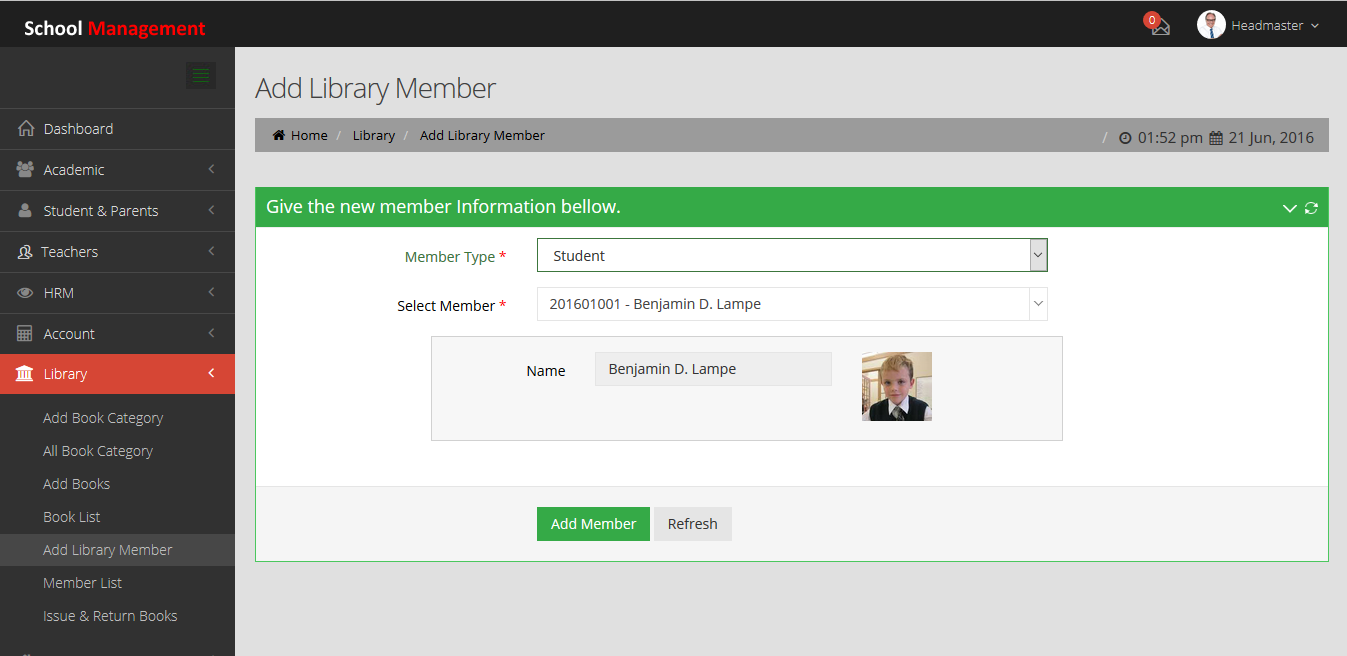 School Management
0
Headmaster
Add Library Member
Home / Library / Add Library Member
/ 01:52 pm 21 Jun, 2016
Dashboard
Academic
Student & Parents
Teachers
HRM
Account
Library
Add Book Category
All Book Category
Add Books
Book List
Add Library Member
Member List
Issue & Return Books
Give the new member Information bellow.
Member Type * Student
Select Member * 201601001 - Benjamin D. Lampe
Name Benjamin D. Lampe
Add Member Refresh